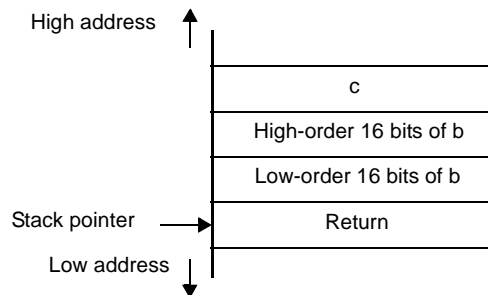 High address
c
High-order 16 bits of b
Low-order 16 bits of b
Stack pointer
Return
Low address